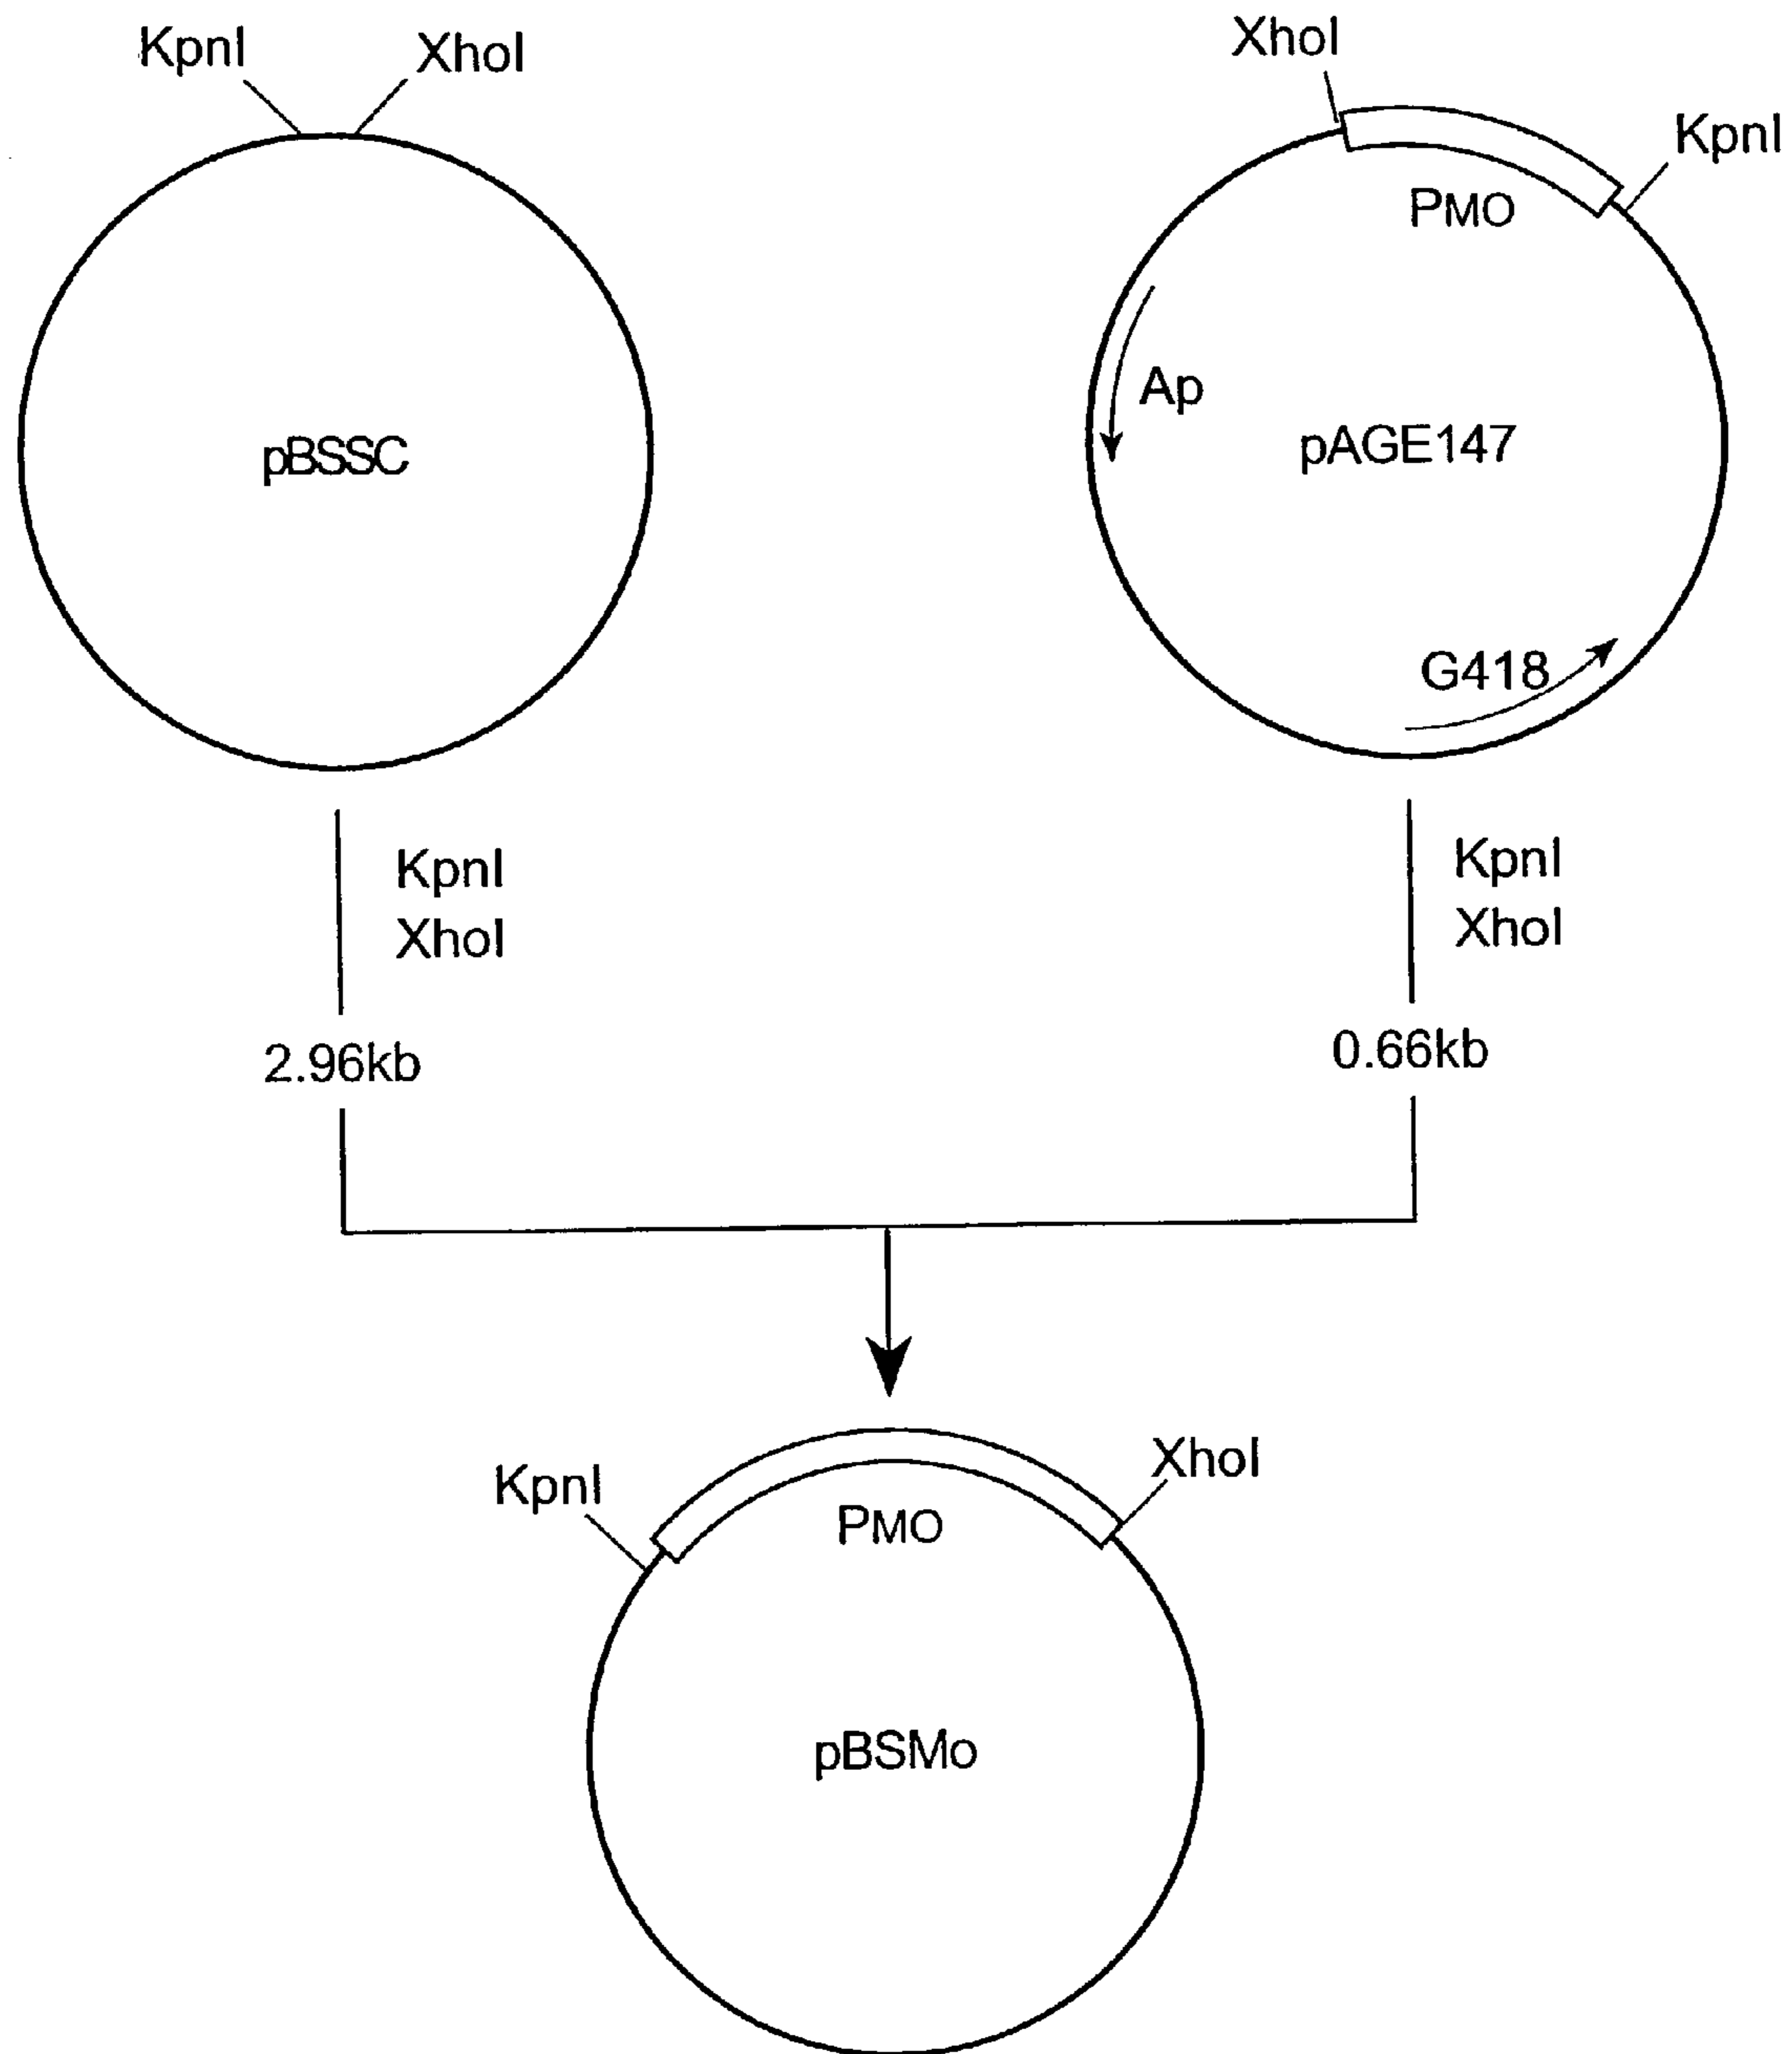 KpnI
XhoI
pBSSC
XhoI
KpnI
PMO
Ap
pAGE147
G418
KpnI
XhoI
2.96kb
KpnI
XhoI
0.66kb
KpnI
XhoI
PMO
pBSMo